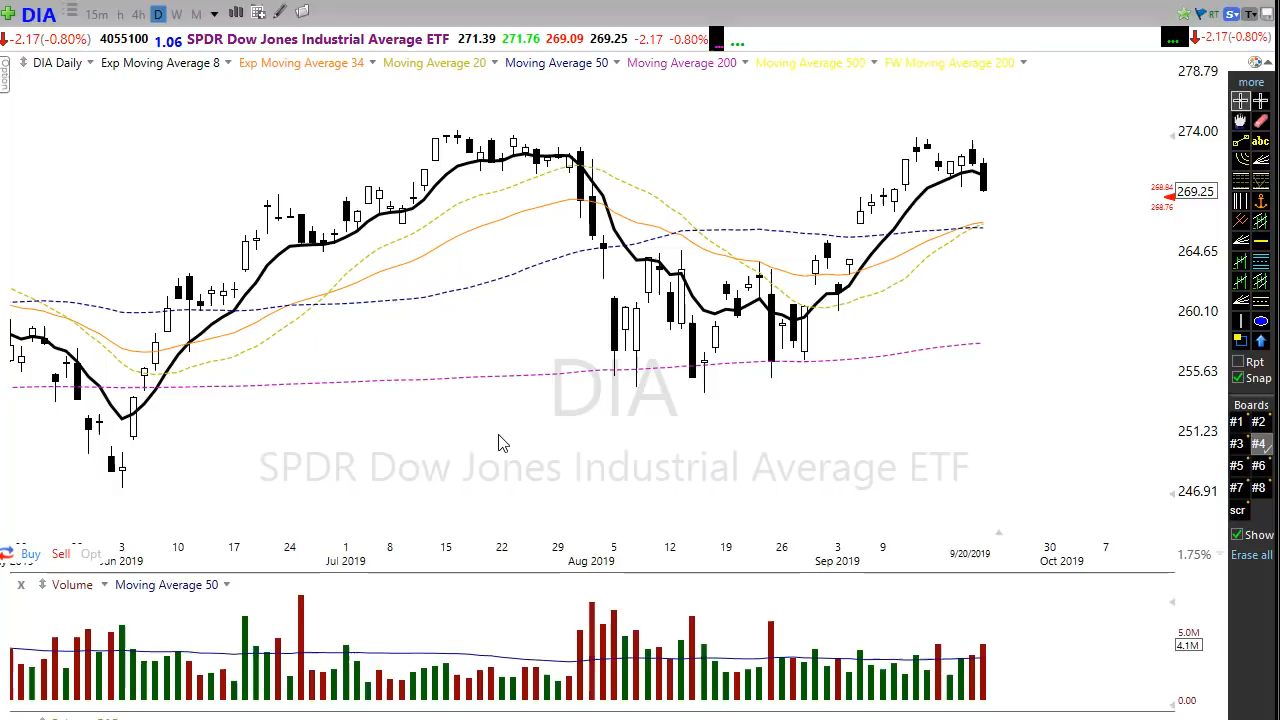 DIA 15m h 4h D W M RT S T
-2.17(-0.80%) 4055100 1.06 SPDR Dow Jones Industrial Average ETF 271.39 271.76 269.09 269.25 -2.17 -0.80% ... ... ... -2.17(-0.80%)
Option
DIA Daily Exp Moving Average 8 Exp Moving Average 34 Moving Average 20 Moving Average 50 Moving Average 200 Moving Average 500 FW Moving Average 200
278.79
274.00
268.84
269.25
268.76
264.65
260.10
255.63
251.23
246.91
DIA
SPDR Dow Jones Industrial Average ETF
more
abc
Rpt
Snap
Boards
#1 #2
#3 #4
#5 #6
#7 #8
scr
Show
Erase all
3 10 17 24 1 8 15 22 29 5 12 19 26 3 9 9/20/2019 30 7
Jun 2019 Jul 2019 Aug 2019 Sep 2019 Oct 2019
Buy Sell Opt 1.75%
x Volume Moving Average 50
5.0M
4.1M
0.00